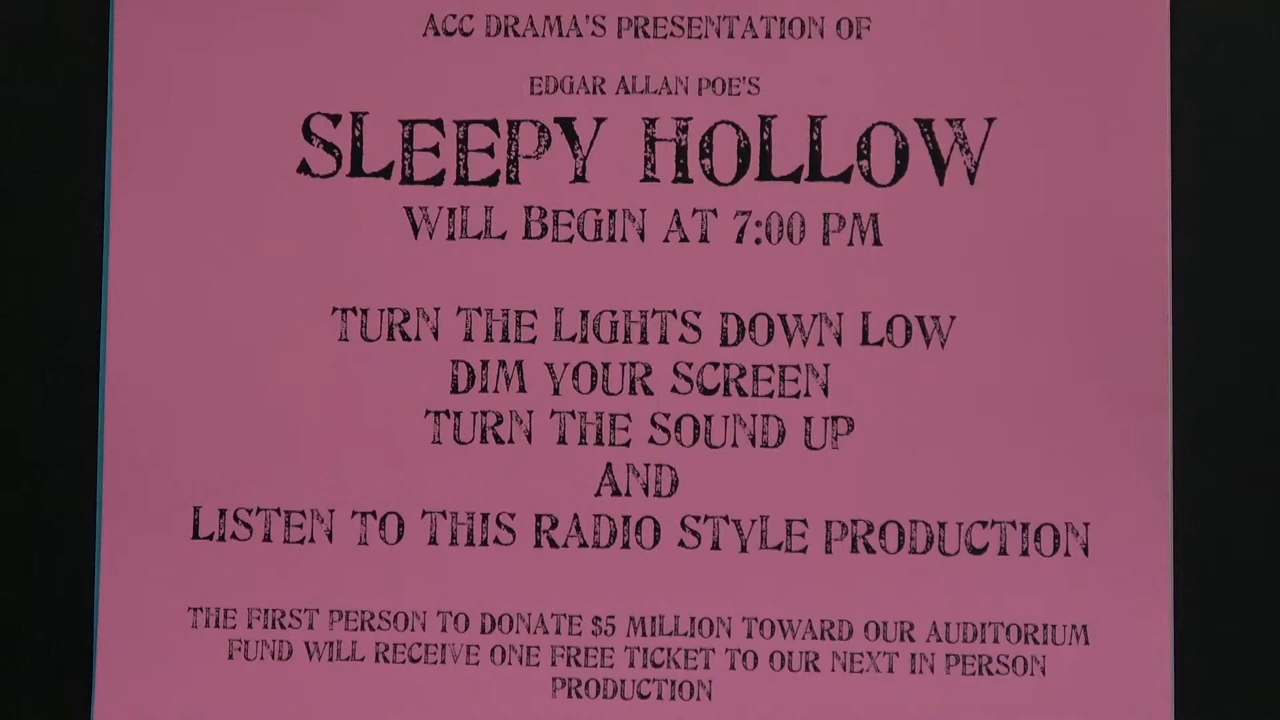 ACC DRAMA'S PRESENTATION OF
EDGAR ALLAN POE'S
SLEEPY HOLLOW
WILL BEGIN AT 7:00 PM
TURN THE LIGHTS DOWN LOW
DIM YOUR SCREEN
TURN THE SOUND UP
AND
LISTEN TO THIS RADIO STYLE PRODUCTION
THE FIRST PERSON TO DONATE $5 MILLION TOWARD OUR AUDITORIUM
FUND WILL RECEIVE ONE FREE TICKET TO OUR NEXT IN PERSON
PRODUCTION